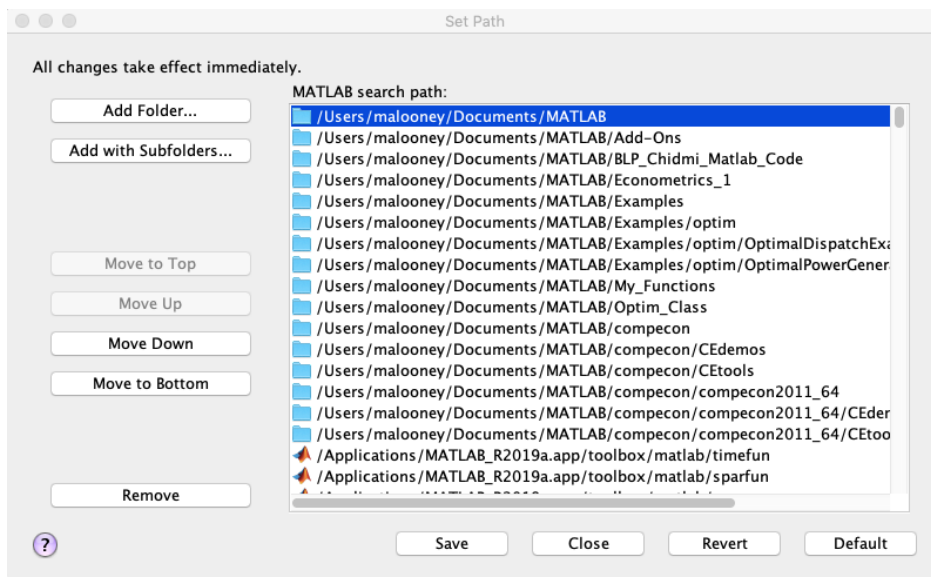 Set Path
All changes take effect immediately.
MATLAB search path:
Add Folder...
Add with Subfolders...
Move to Top
Move Up
Move Down
Move to Bottom
Remove
/Users/malooney/Documents/MATLAB
/Users/malooney/Documents/MATLAB/Add-Ons
/Users/malooney/Documents/MATLAB/BLP_Chidmi_Matlab_Code
/Users/malooney/Documents/MATLAB/Econometrics_1
/Users/malooney/Documents/MATLAB/Examples
/Users/malooney/Documents/MATLAB/Examples/optim
/Users/malooney/Documents/MATLAB/Examples/optim/OptimalDispatchExa
/Users/malooney/Documents/MATLAB/Examples/optim/OptimalPowerGener
/Users/malooney/Documents/MATLAB/My_Functions
/Users/malooney/Documents/MATLAB/Optim_Class
/Users/malooney/Documents/MATLAB/compecon
/Users/malooney/Documents/MATLAB/compecon/CEdemos
/Users/malooney/Documents/MATLAB/compecon/CEtools
/Users/malooney/Documents/MATLAB/compecon/compecon2011_64
/Users/malooney/Documents/MATLAB/compecon/compecon2011_64/CEder
/Users/malooney/Documents/MATLAB/compecon/compecon2011_64/CEtoo
/Applications/MATLAB_R2019a.app/toolbox/matlab/timefun
/Applications/MATLAB_R2019a.app/toolbox/matlab/sparfun
?
Save
Close
Revert
Default